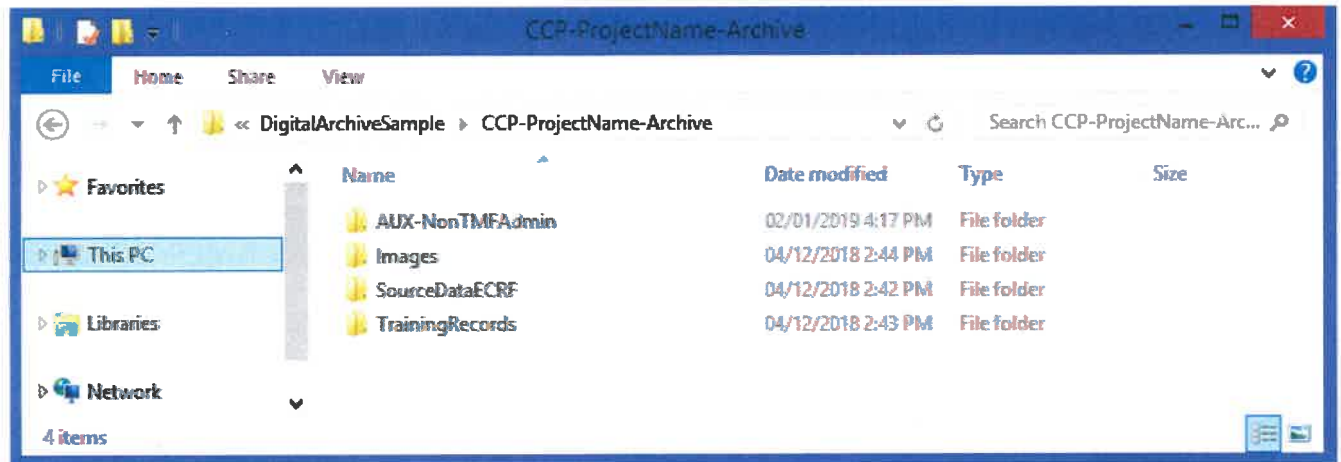 CCP-ProjectName-Archive
File Home Share View
« DigitalArchiveSample CCP-ProjectName-Archive Search CCP-ProjectName-Arc...
Name Date modified Type Size
Favorites
AUX-NonTMFAdmin 02/01/2019 4:17 PM File folder
This PC Images 04/12/2018 2:44 PM File folder
SourceDataECRF 04/12/2018 2:42 PM File folder
Libraries TrainingRecords 04/12/2018 2:43 PM File folder
Network
4 items